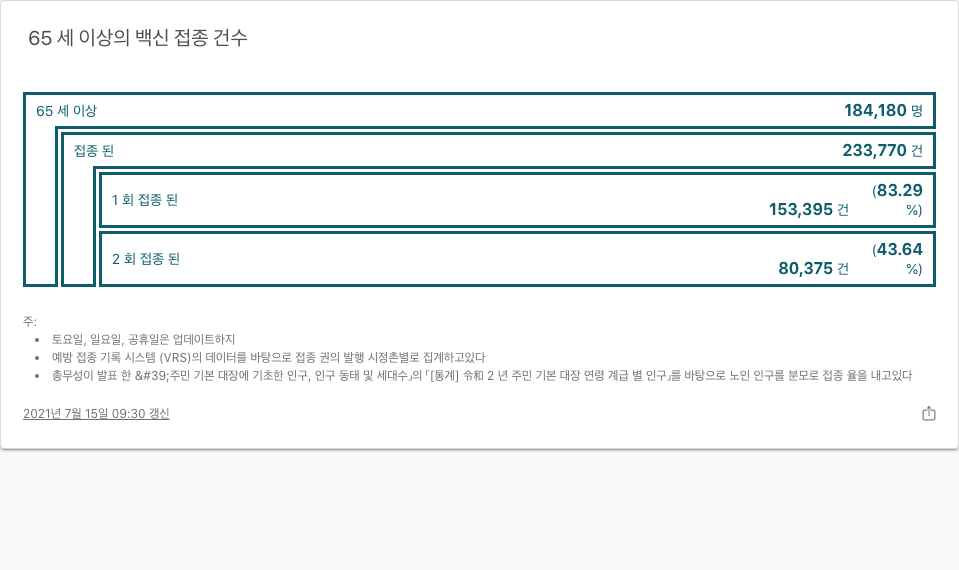 65 세 이상의 백신 접종 건수
65 세 이상 184,180 명
접종 된 233,770 건
1 회 접종 된 153,395 건 (83.29 %)
2 회 접종 된 80,375 건 (43.64 %)
주:
토요일, 일요일, 공휴일은 업데이트하지
예방 접종 기록 시스템 (VRS)의 데이터를 바탕으로 접종 권의 발행 시정촌별로 집계하고있다
총무성이 발표 한 &#39;주민 기본 대장에 기초한 인구, 인구 동태 및 세대수」의 「[통계] 令和 2 년 주민 기본 대장 연령 계급 별 인구」를 바탕으로 노인 인구를 분모로 접종 율을 내고있다
2021년 7월 15일 09:30 갱신